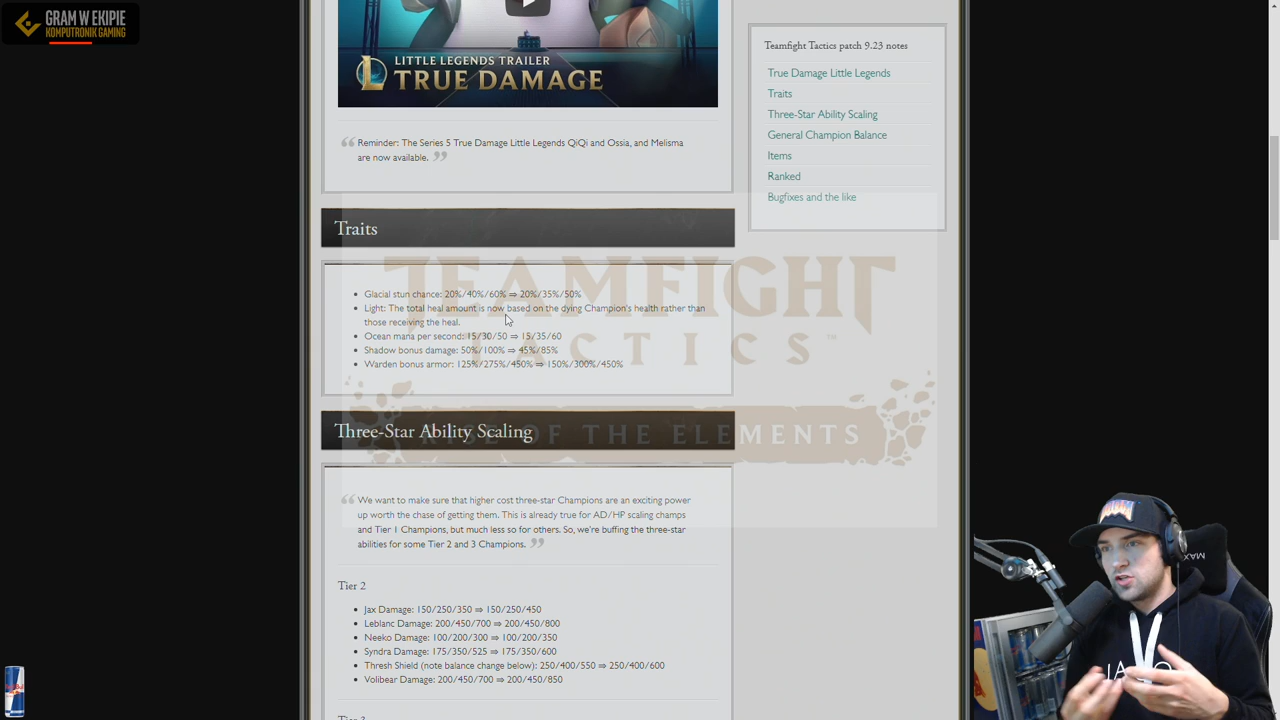 GRAM W EKIPIE
KOMPUTRONIK GAMING
LITTLE LEGENDS TRAILER
TRUE DAMAGE
Reminder: The Series 5 True Damage Little Legends QiQi and Ossia, and Melisma
are now available.
Teamfight Tactics patch 9.23 notes
True Damage Little Legends
Traits
Three-Star Ability Scaling
General Champion Balance
Items
Ranked
Bugfixes and the like
Traits
TEAMFIGHT
TACTICS™
RISE OF THE ELEMENTS
• Glacial stun chance: 20%/40%/60% ⇒ 20%/35%/50%
• Light: The total heal amount is now based on the dying Champion's health rather than
those receiving the heal.
• Ocean mana per second: 15/30/50 ⇒ 15/35/60
• Shadow bonus damage: 50%/100% ⇒ 45%/85%
• Warden bonus armor: 125%/275%/450% ⇒ 150%/300%/450%
Three-Star Ability Scaling
We want to make sure that higher cost three-star Champions are an exciting power
up worth the chase of getting them. This is already true for AD/HP scaling champs
and Tier 1 Champions, but much less so for others. So, we're buffing the three-star
abilities for some Tier 2 and 3 Champions.
Tier 2
• Jax Damage: 150/250/350 ⇒ 150/250/450
• Leblanc Damage: 200/450/700 ⇒ 200/450/800
• Neeko Damage: 100/200/300 ⇒ 100/200/350
• Syndra Damage: 175/350/525 ⇒ 175/350/600
• Thresh Shield (note balance change below): 250/400/550 ⇒ 250/400/600
• Volibear Damage: 200/450/700 ⇒ 200/450/850
Tier 3